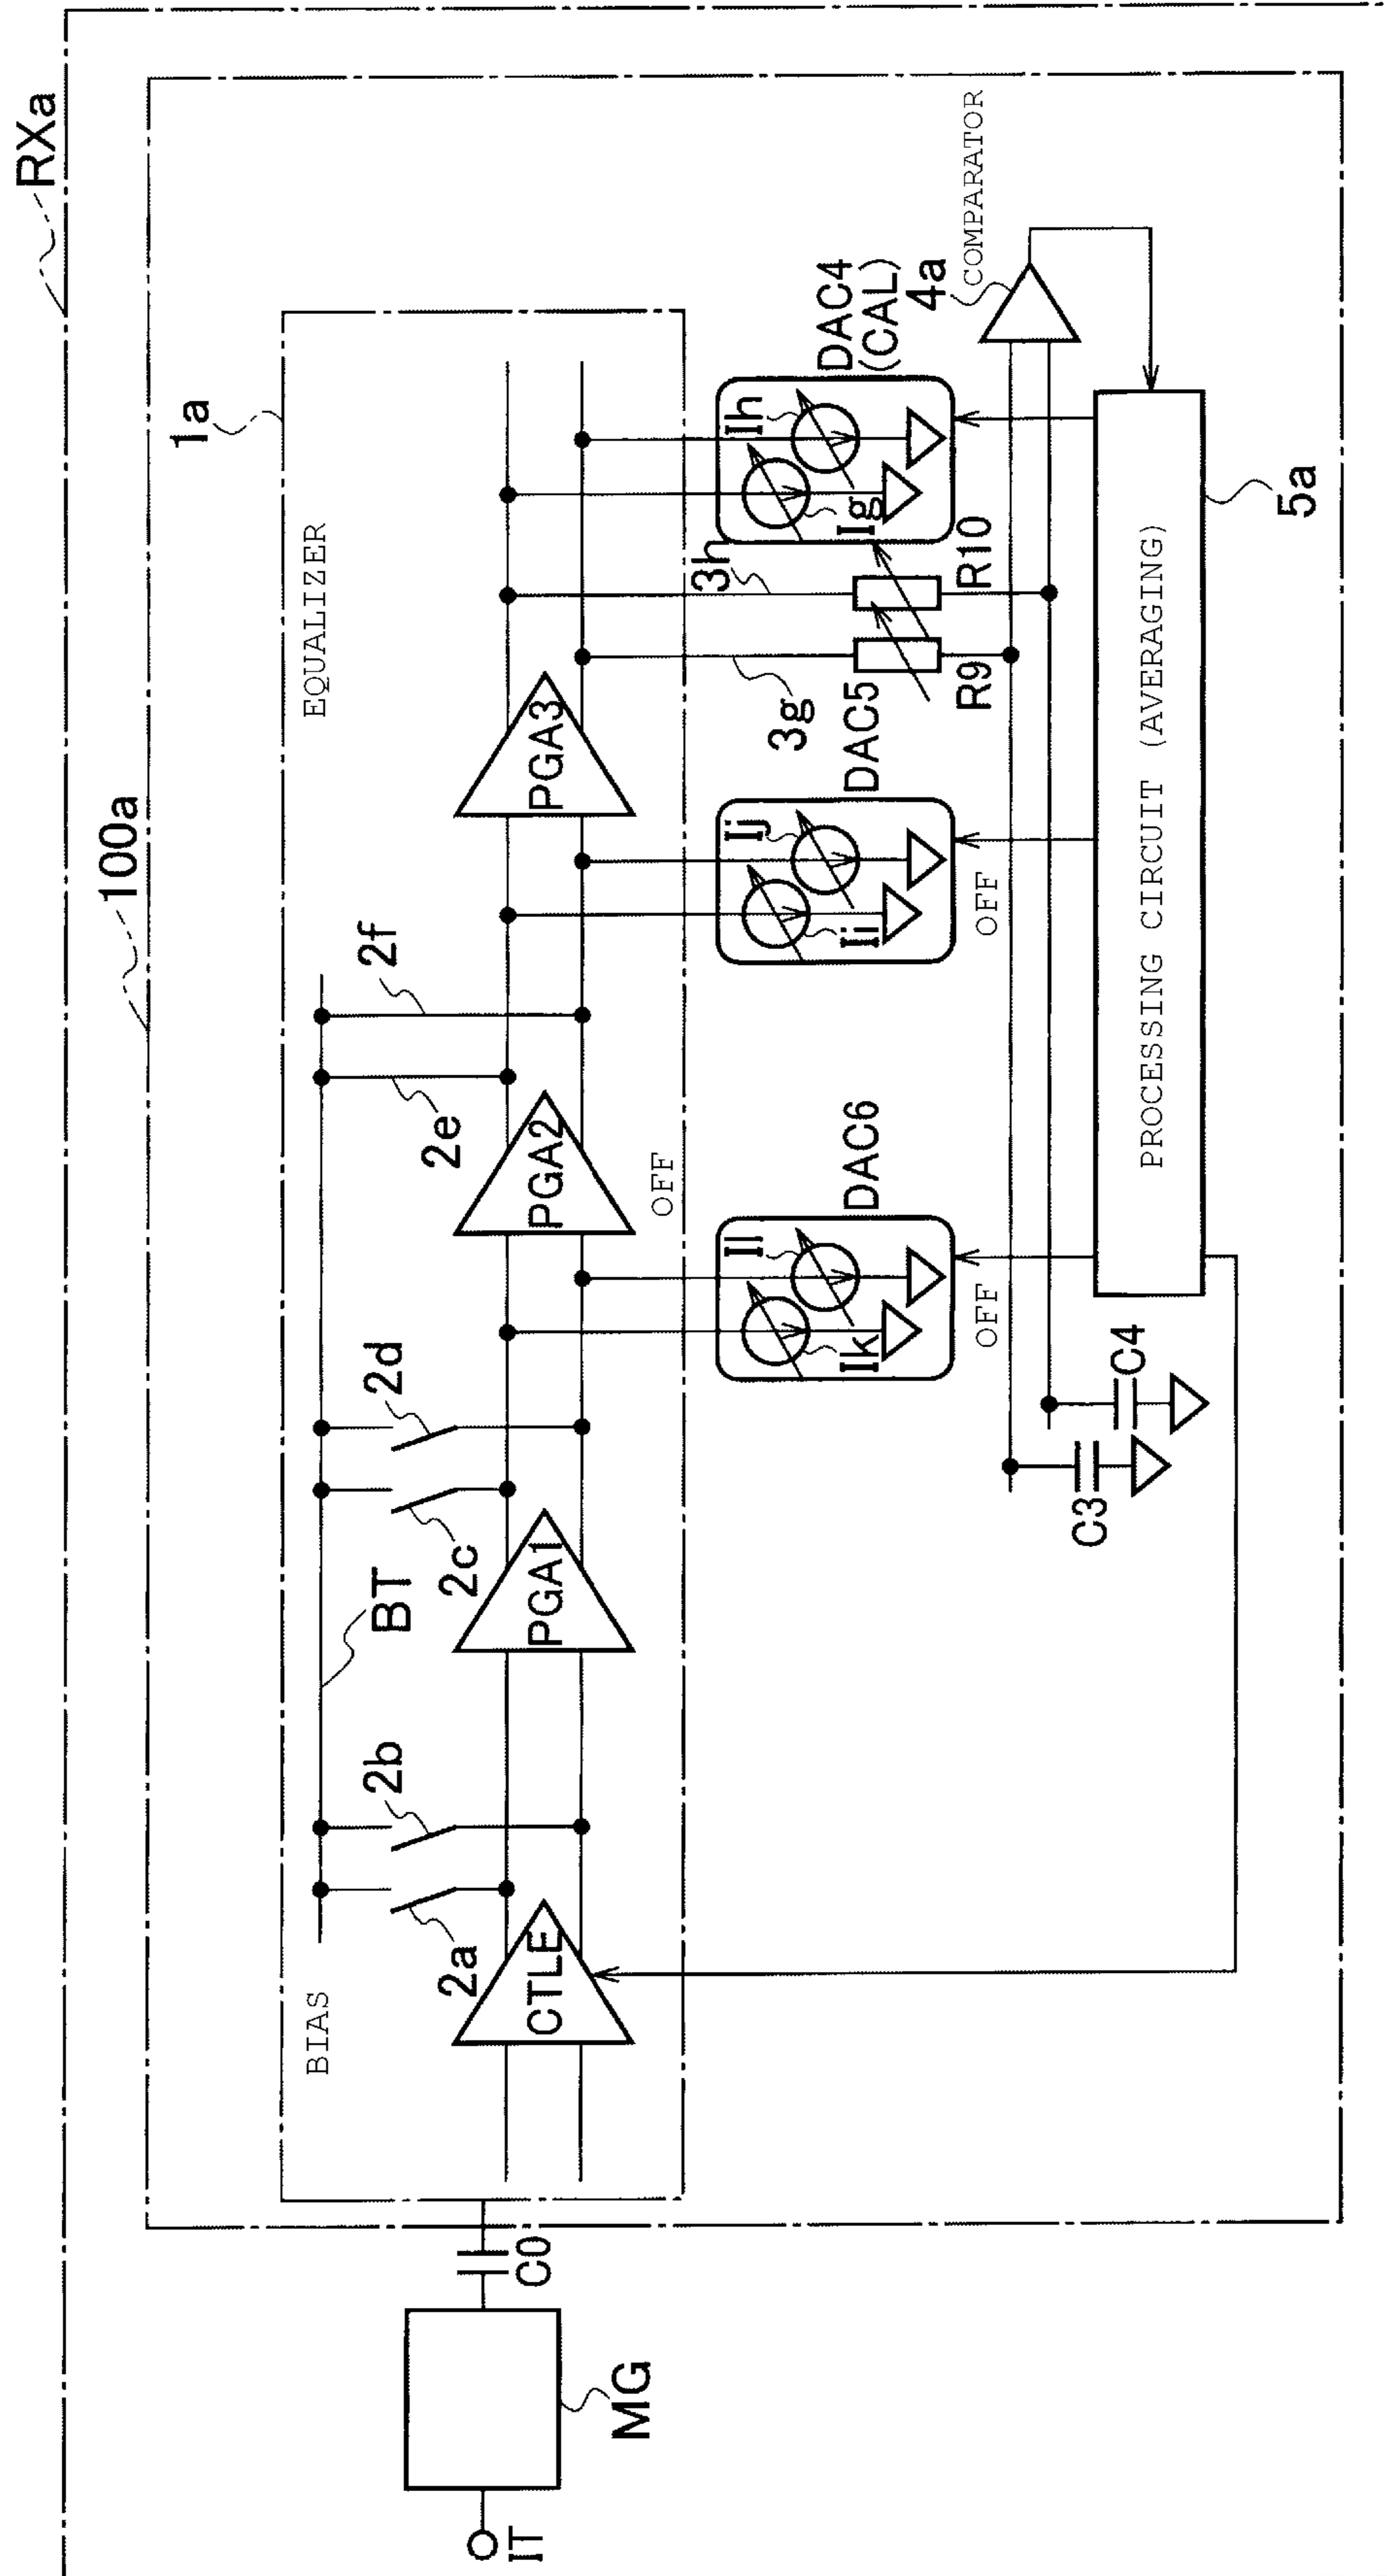 RXa
100a
1a
BIAS
EQUALIZER
BT
2a
2b
2c
2d
2e
2f
IT
MG
C0
CTLE
PGA1
PGA2
PGA3
OFF
Ik
Il
DAC6
OFF
Ii
Ij
DAC5
OFF
3g
3h
R9
R10
Ig
Ih
DAC4
(CAL)
4a
COMPARATOR
C3
C4
PROCESSING CIRCUIT (AVERAGING)
5a